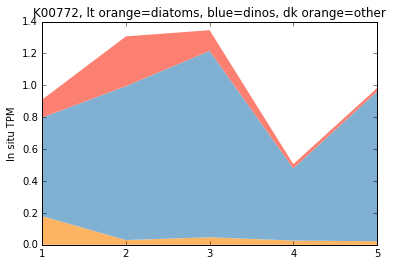 K00772, lt orange=diatoms, blue=dinos, dk orange=other
In situ TPM
1.4
1.2
1.0
0.8
0.6
0.4
0.2
0.0
1 2 3 4 5